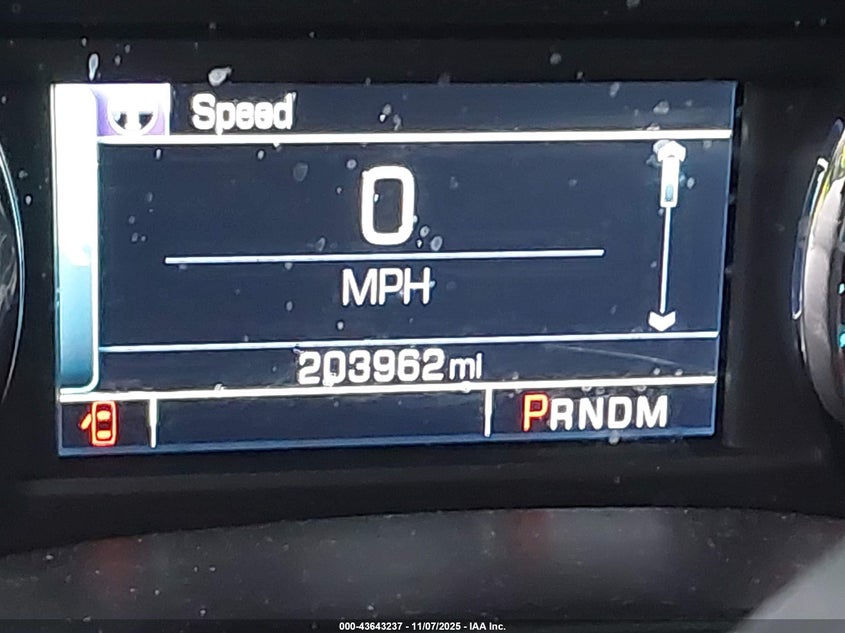 Speed
0
MPH
203962 mi
PRNDM
000-43643237 - 11/07/2025 - IAA Inc.